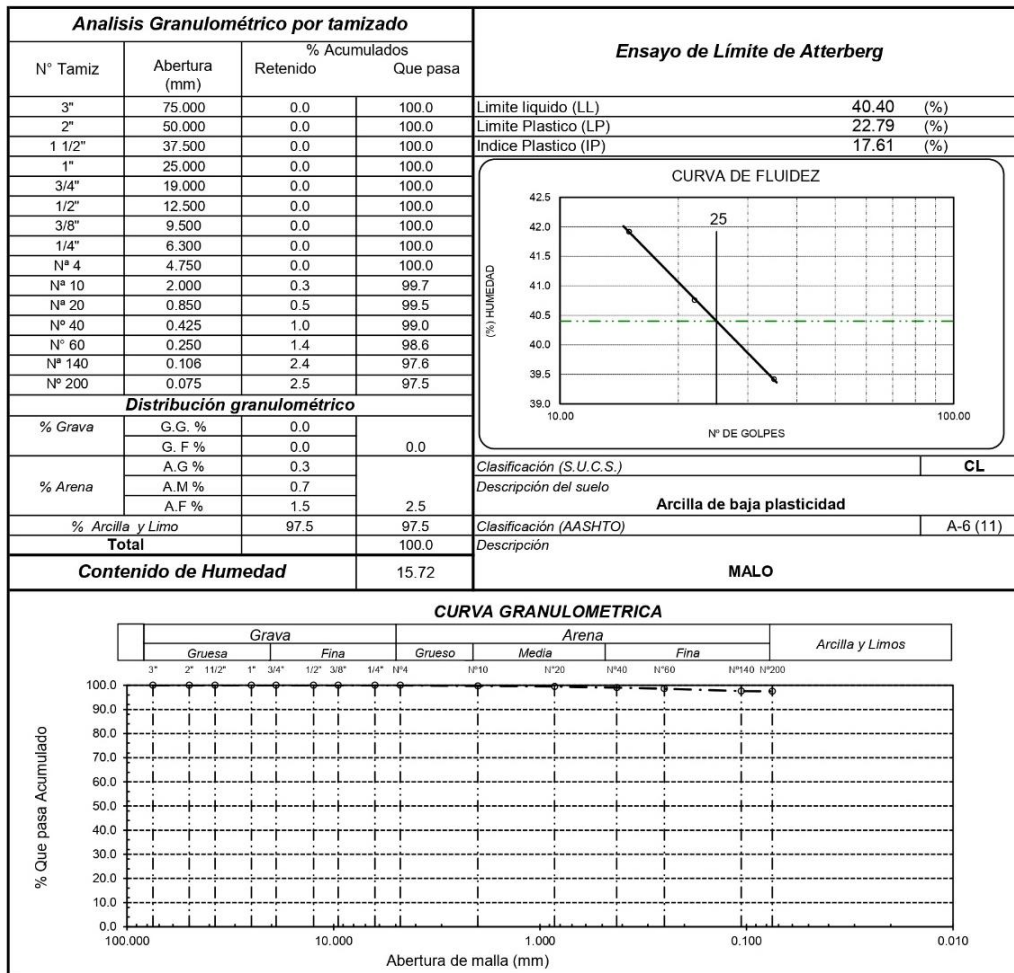 Analisis Granulométrico por tamizado
N° Tamiz Abertura (mm) % Acumulados
Retenido Que pasa
3" 75.000 0.0 100.0
2" 50.000 0.0 100.0
1 1/2" 37.500 0.0 100.0
1" 25.000 0.0 100.0
3/4" 19.000 0.0 100.0
1/2" 12.500 0.0 100.0
3/8" 9.500 0.0 100.0
1/4" 6.300 0.0 100.0
Nª 4 4.750 0.0 100.0
Nª 10 2.000 0.3 99.7
Nª 20 0.850 0.5 99.5
Nº 40 0.425 1.0 99.0
N° 60 0.250 1.4 98.6
Nª 140 0.106 2.4 97.6
Nº 200 0.075 2.5 97.5
Distribución granulométrico
% Grava G.G. % 0.0
G. F % 0.0 0.0
% Arena A.G % 0.3
A.M % 0.7
A.F % 1.5 2.5
% Arcilla y Limo 97.5 97.5
Total 100.0
Contenido de Humedad 15.72
Ensayo de Límite de Atterberg
Limite liquido (LL) 40.40 (%)
Limite Plastico (LP) 22.79 (%)
Indice Plastico (IP) 17.61 (%)
CURVA DE FLUIDEZ
25
42.5
42.0
41.5
41.0
40.5
40.0
39.5
39.0
(%) HUMEDAD
10.00 100.00
Nº DE GOLPES
Clasificación (S.U.C.S.) CL
Descripción del suelo
Arcilla de baja plasticidad
Clasificación (AASHTO) A-6 (11)
Descripción
MALO
CURVA GRANULOMETRICA
Grava Arena Arcilla y Limos
Gruesa Fina Grueso Media Fina
3" 2" 11/2" 1" 3/4" 1/2" 3/8" 1/4" N°4 N°10 N°20 N°40 N°60 N°140 N°200
100.0
90.0
80.0
70.0
60.0
50.0
40.0
30.0
20.0
10.0
0.0
% Que pasa Acumulado
100.000 10.000 1.000 0.100 0.010
Abertura de malla (mm)